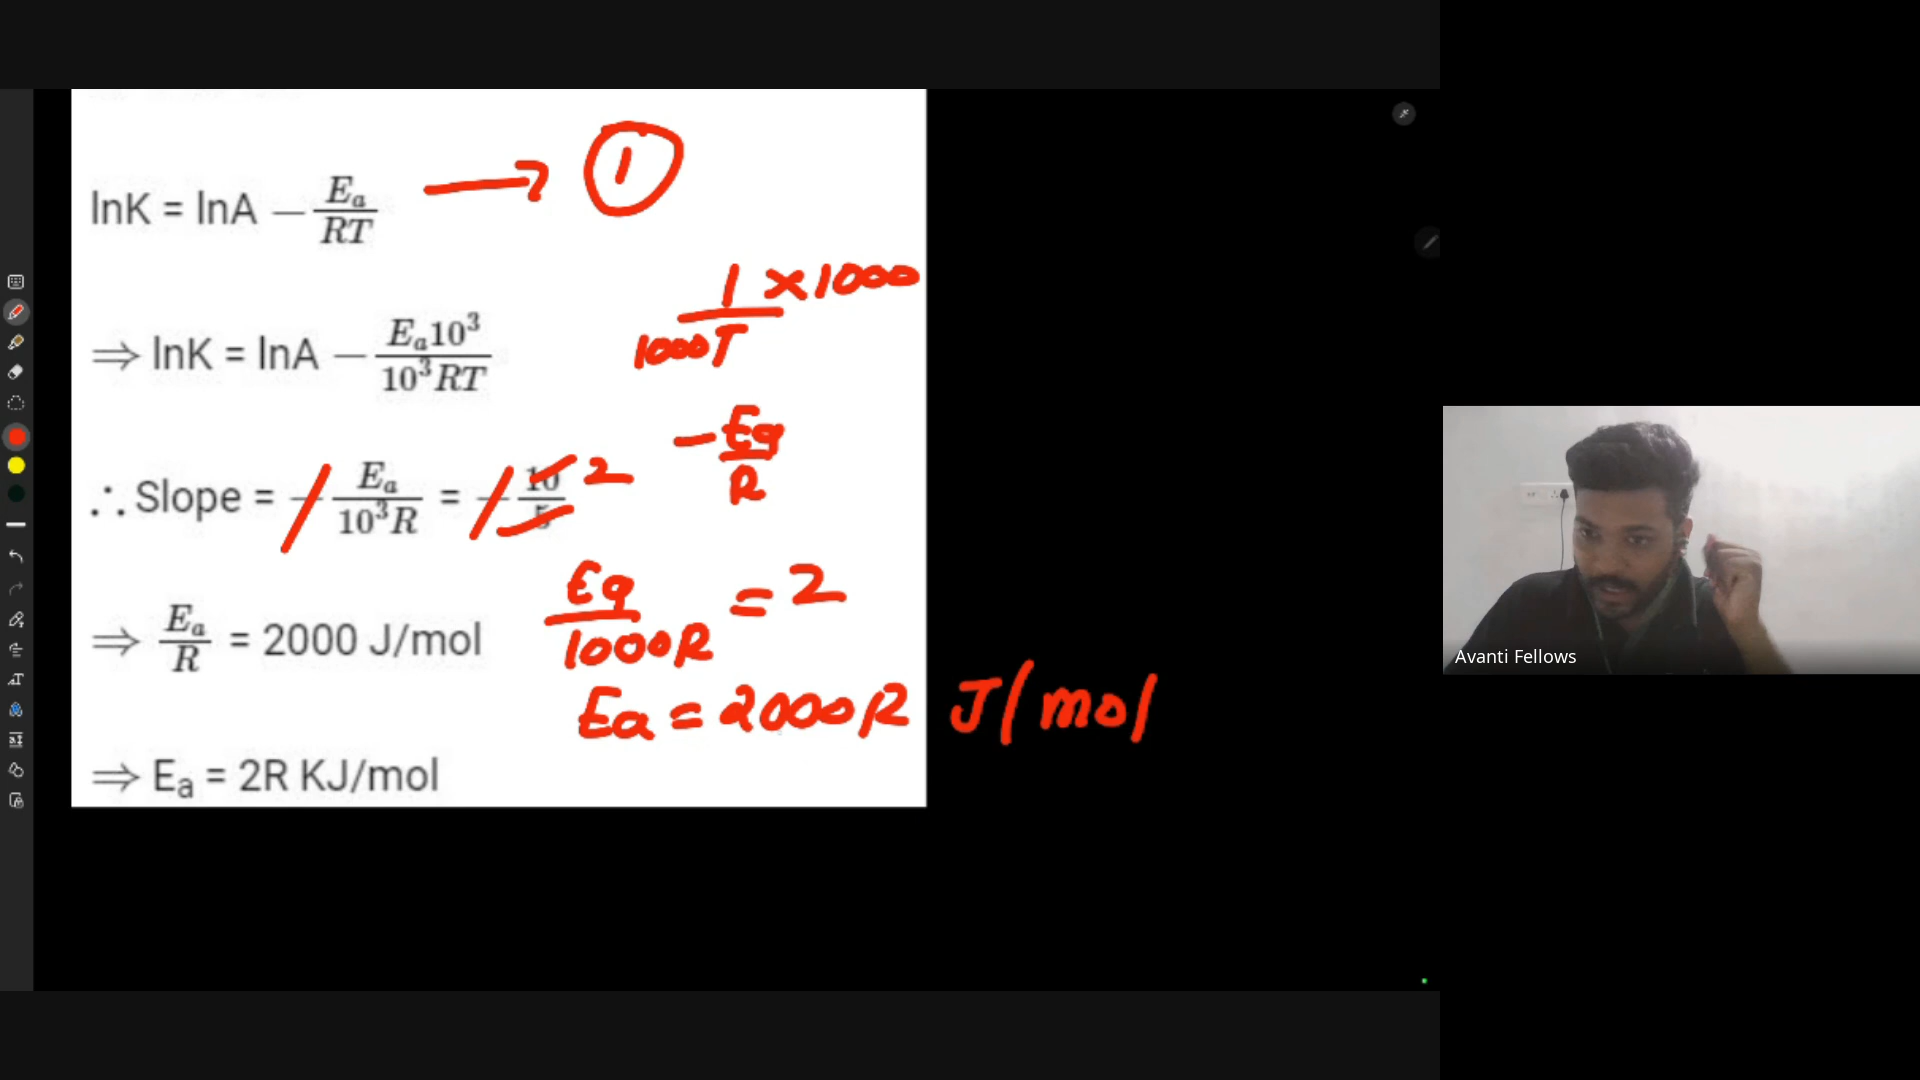 lnK = lnA − Ea/RT → 1
1/1000T × 1000
⇒ lnK = lnA − Ea10³/10³RT
− Ea/R
∴ Slope = − Ea/10³R = − 10/5 2
Ea/1000R = 2
⇒ Ea/R = 2000 J/mol
Ea = 2000R J/mol
⇒ Ea = 2R KJ/mol
Avanti Fellows